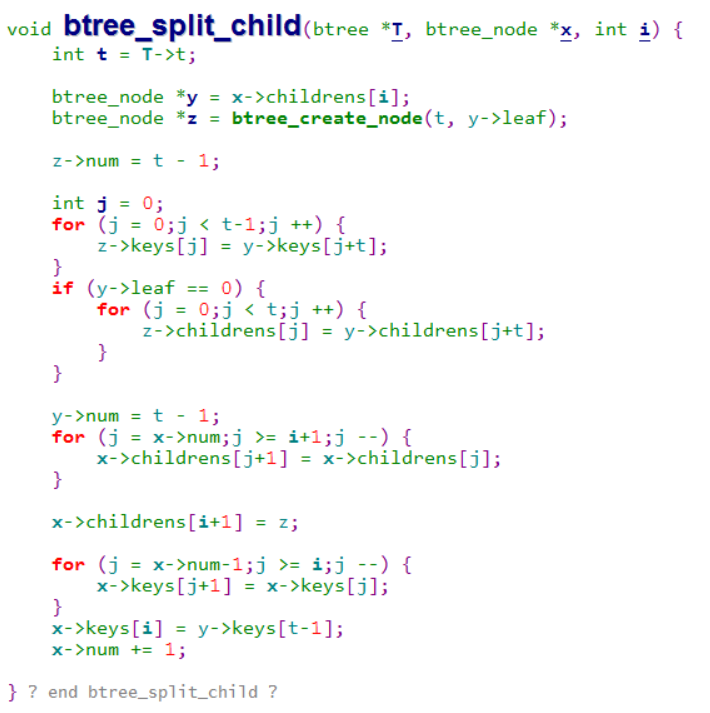 void btree_split_child(btree *T, btree_node *x, int i) {
    int t = T->t;

    btree_node *y = x->childrens[i];
    btree_node *z = btree_create_node(t, y->leaf);

    z->num = t - 1;

    int j = 0;
    for (j = 0;j < t-1;j ++) {
        z->keys[j] = y->keys[j+t];
    }
    if (y->leaf == 0) {
        for (j = 0;j < t;j ++) {
            z->childrens[j] = y->childrens[j+t];
        }
    }

    y->num = t - 1;
    for (j = x->num;j >= i+1;j --) {
        x->childrens[j+1] = x->childrens[j];
    }

    x->childrens[i+1] = z;

    for (j = x->num-1;j >= i;j --) {
        x->keys[j+1] = x->keys[j];
    }
    x->keys[i] = y->keys[t-1];
    x->num += 1;

} ? end btree_split_child ?